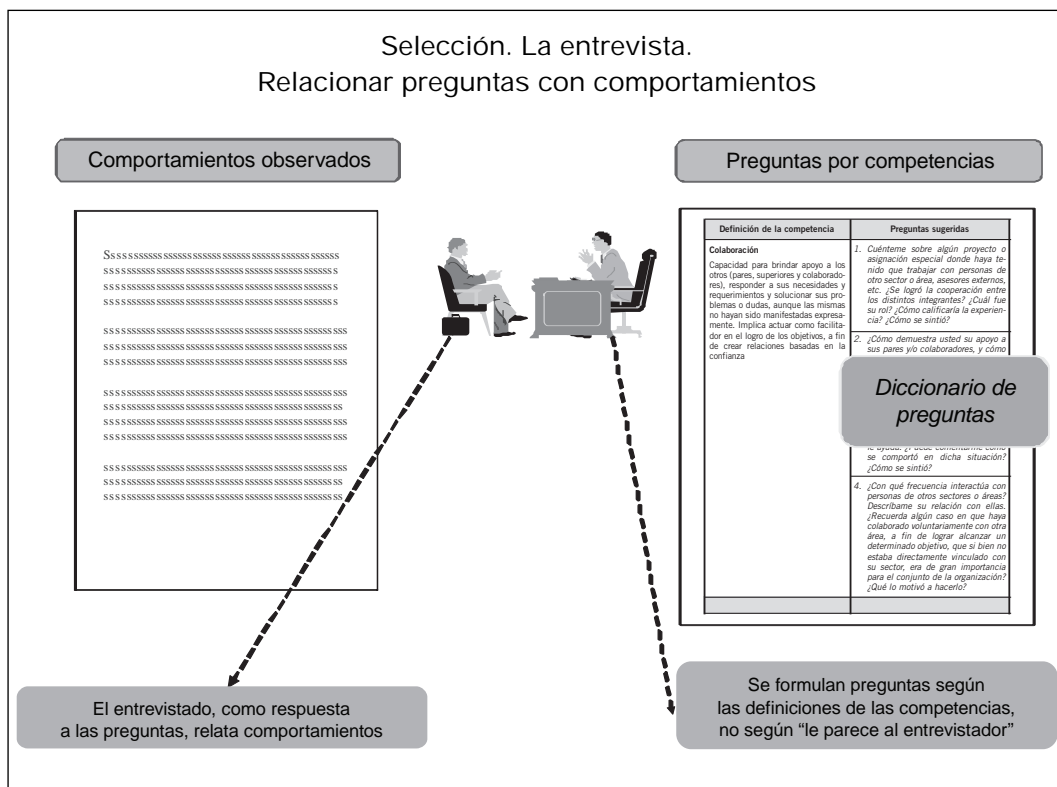 Selección. La entrevista.
Relacionar preguntas con comportamientos
Comportamientos observados
Ssssssssssssssssssssssssssssssssssssssssssssss
Preguntas por competencias
Definición de la competencia
Preguntas sugeridas
Colaboración
Capacidad para brindar apoyo a los
otros (pares, superiores y colaborado-
res), responder a sus necesidades y
requerimientos y solucionar sus pro-
blemas o dudas, aunque las mismas
no hayan sido manifestadas expresa-
mente. Implica actuar como facilita-
dor en el logro de los objetivos, a fin
de crear relaciones basadas en la
confianza
1. Cuénteme sobre algún proyecto o
asignación especial donde haya te-
nido que trabajar con personas de
otro sector o área, asesores externos,
etc. ¿Se logró la cooperación entre
los distintos integrantes? ¿Cuál fue
su rol? ¿Cómo calificaría la experien-
cia? ¿Cómo se sintió?
2. ¿Cómo demuestra usted su apoyo a
sus pares y/o colaboradores, y cómo
Diccionario de
preguntas
se comportó en dicha situación?
¿Cómo se sintió?
4. ¿Con qué frecuencia interactúa con
personas de otros sectores o áreas?
Descríbame su relación con ellas.
¿Recuerda algún caso en que haya
colaborado voluntariamente con otra
área, a fin de lograr alcanzar un
determinado objetivo, que si bien no
estaba directamente vinculado con
su sector, era de gran importancia
para el conjunto de la organización?
¿Qué lo motivó a hacerlo?
El entrevistado, como respuesta
a las preguntas, relata comportamientos
Se formulan preguntas según
las definiciones de las competencias,
no según “le parece al entrevistador”